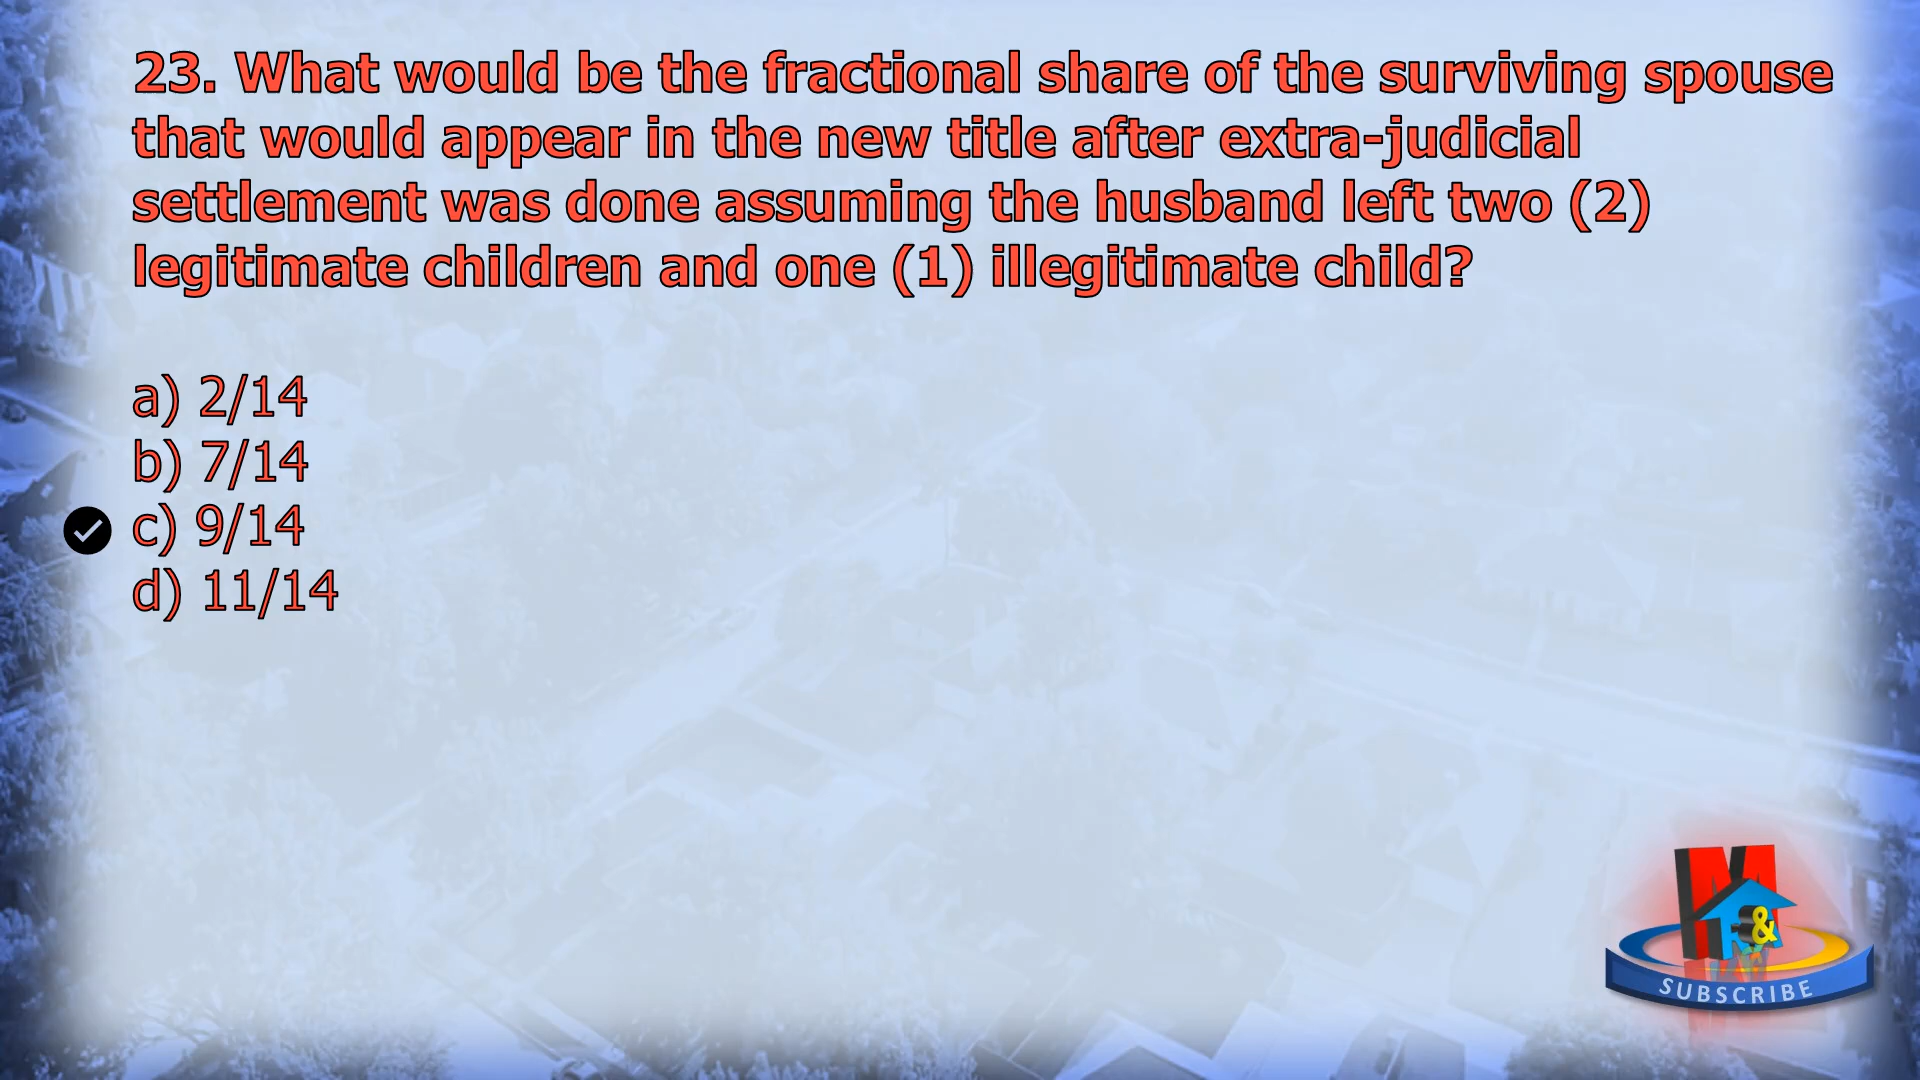 23. What would be the fractional share of the surviving spouse
that would appear in the new title after extra-judicial
settlement was done assuming the husband left two (2)
legitimate children and one (1) illegitimate child?
a) 2/14
b) 7/14
c) 9/14
d) 11/14
M
&
SUBSCRIBE